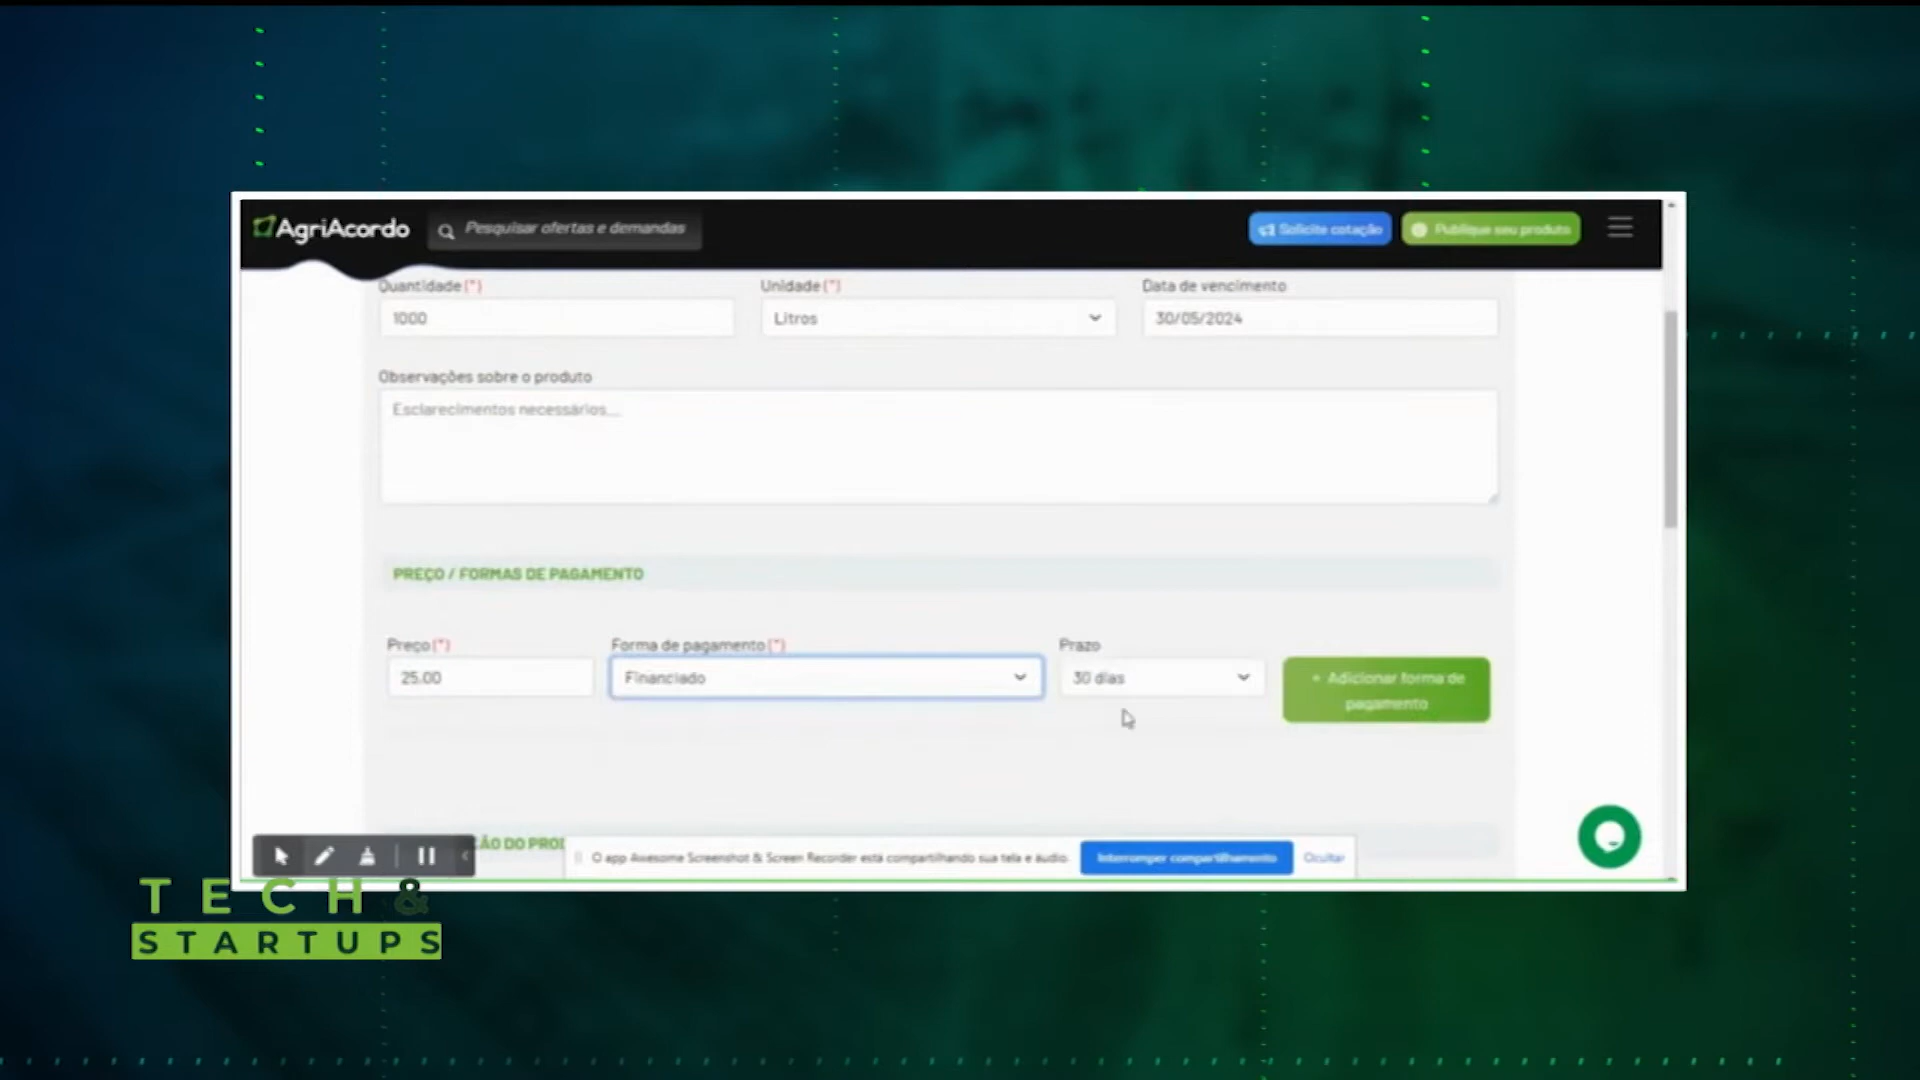 AgriAcordo
Pesquisar ofertas e demandas
Solicite cotação
Publique seu produto
Quantidade (*)
Unidade (*)
Data de vencimento
1000
Litros
30/05/2024
Observações sobre o produto
Esclarecimentos necessários...
PREÇO / FORMAS DE PAGAMENTO
Preço (*)
Forma de pagamento (*)
Prazo
25.00
Financiado
30 dias
+ Adicionar forma de
pagamento
ÇÃO DO PROD
O app Awesome Screenshot & Screen Recorder está compartilhando sua tela e áudio.
Interromper compartilhamento
Ocultar
TECH &
STARTUPS